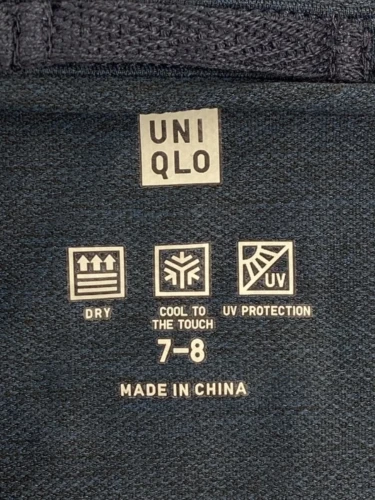 UNI
QLO
UV
DRY
COOL TO
THE TOUCH
UV PROTECTION
7-8
MADE IN CHINA